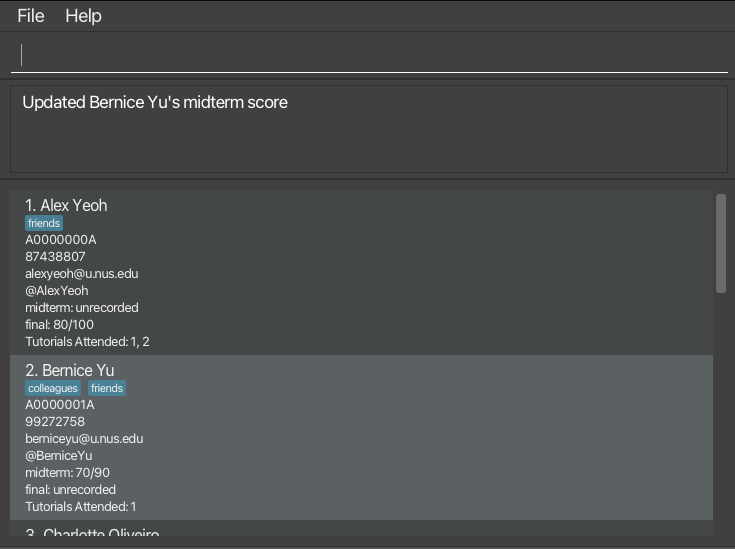 File Help
Updated Bernice Yu's midterm score
1. Alex Yeoh
friends
A0000000A
87438807
alexyeoh@u.nus.edu
@AlexYeoh
midterm: unrecorded
final: 80/100
Tutorials Attended: 1, 2
2. Bernice Yu
colleagues friends
A0000001A
99272758
berniceyu@u.nus.edu
@BerniceYu
midterm: 70/90
final: unrecorded
Tutorials Attended: 1
3. Charlotte Oliveiro